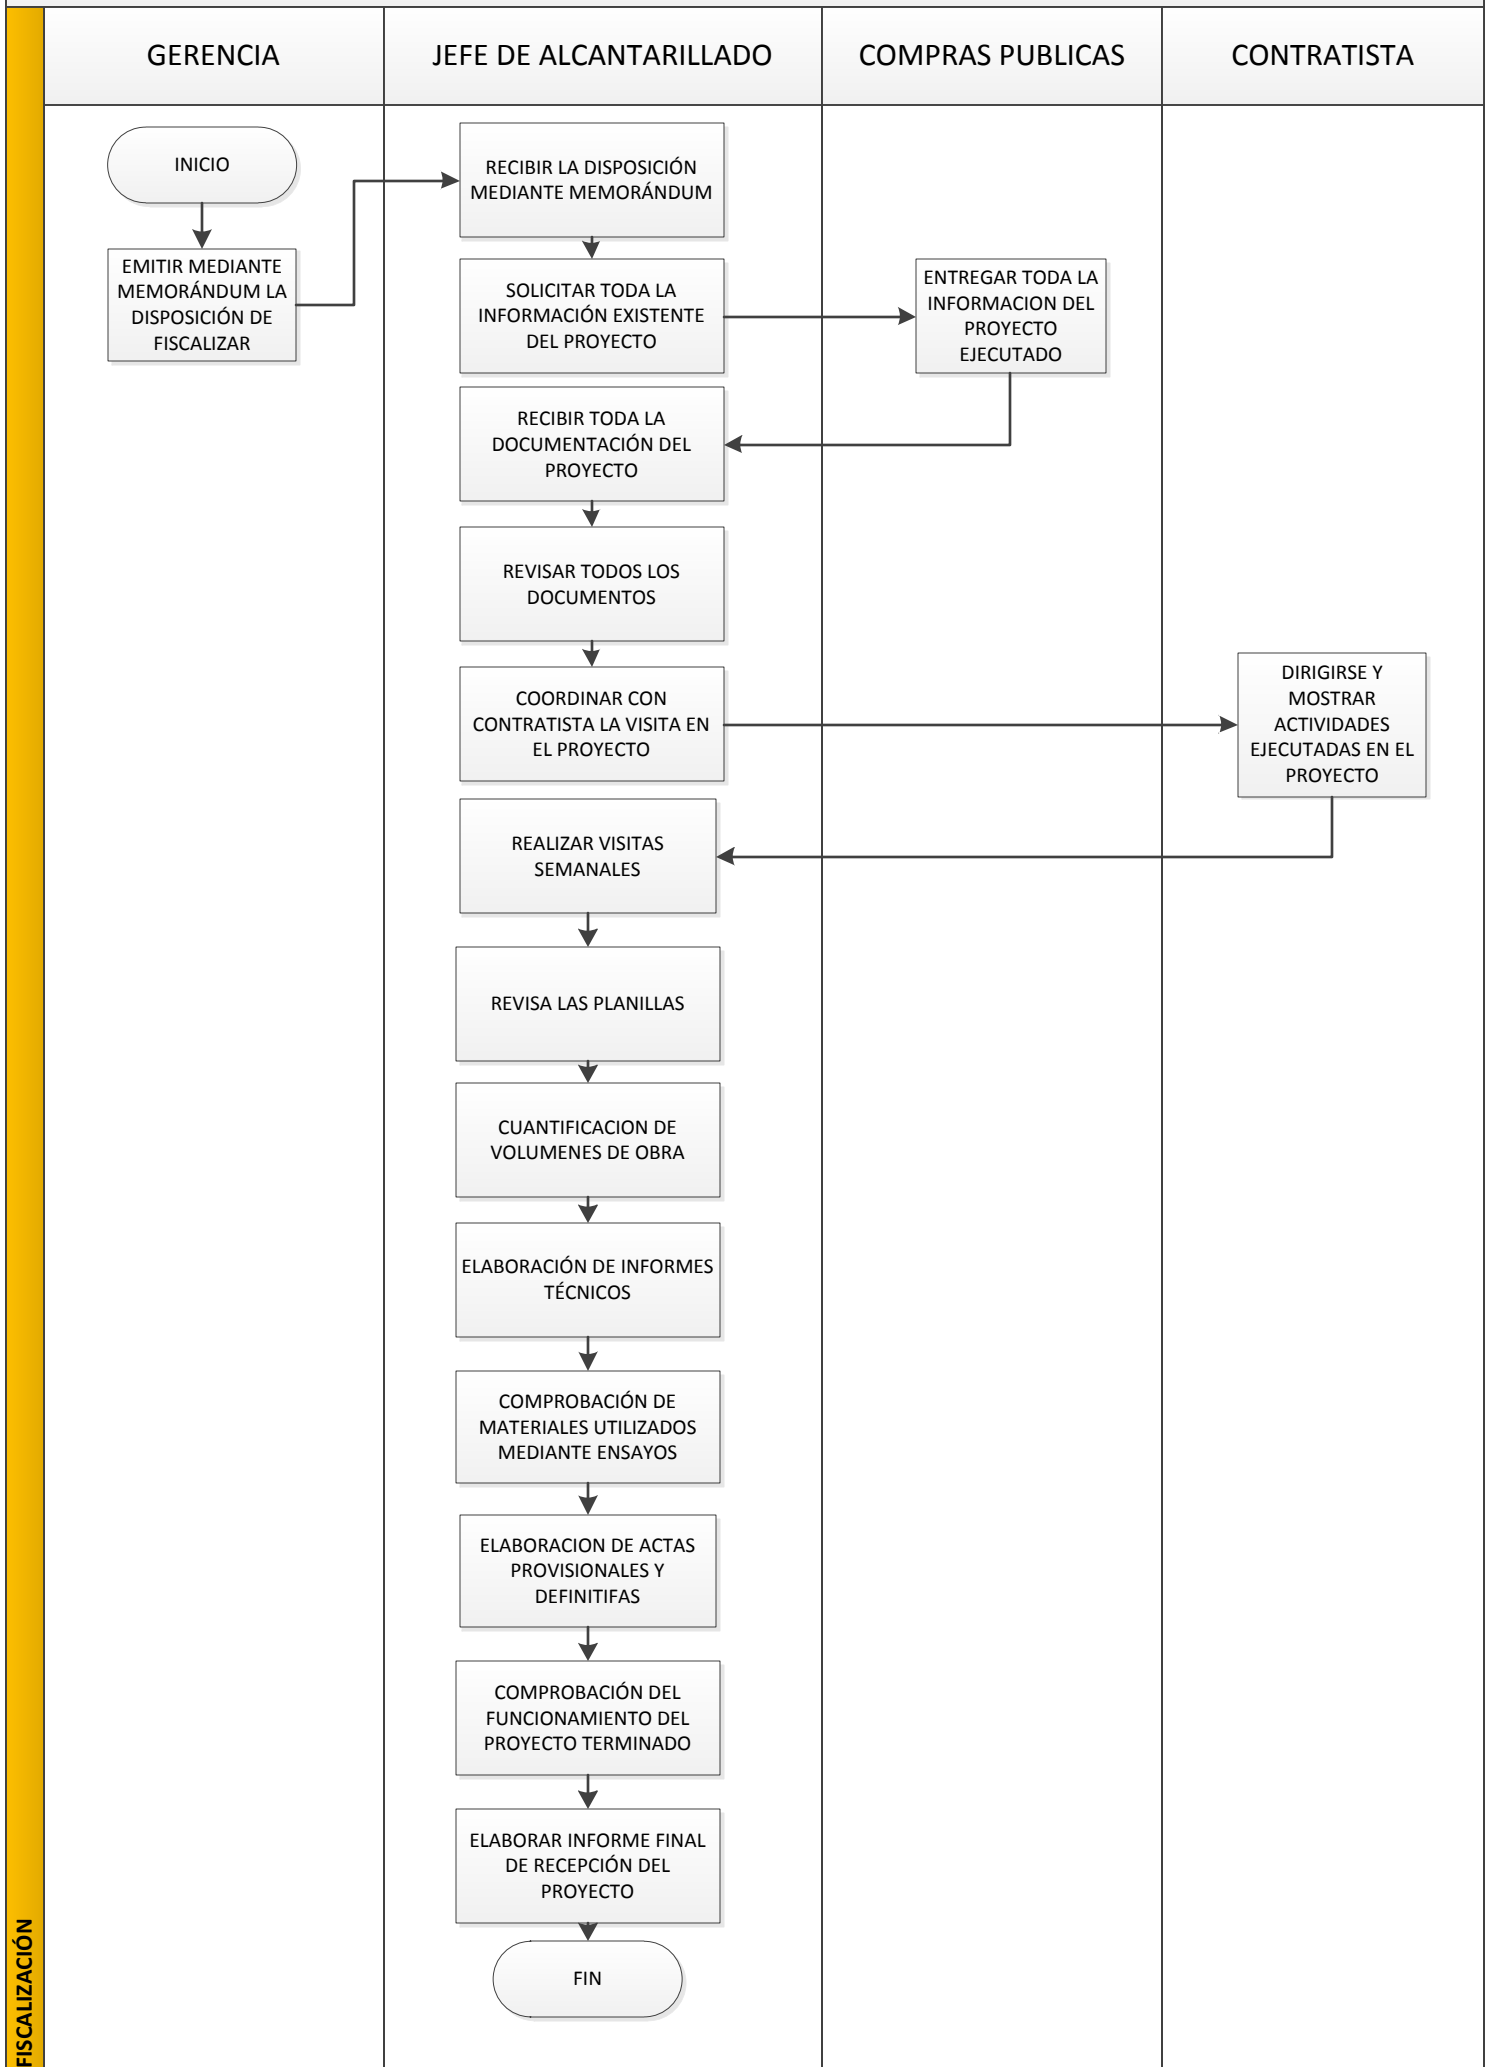 GERENCIA
JEFE DE ALCANTARILLADO
COMPRAS PUBLICAS
CONTRATISTA
INICIO
EMITIR MEDIANTE
MEMORÁNDUM LA
DISPOSICIÓN DE
FISCALIZAR
RECIBIR LA DISPOSICIÓN
MEDIANTE MEMORÁNDUM
SOLICITAR TODA LA
INFORMACIÓN EXISTENTE
DEL PROYECTO
ENTREGAR TODA LA
INFORMACION DEL
PROYECTO
EJECUTADO
RECIBIR TODA LA
DOCUMENTACIÓN DEL
PROYECTO
REVISAR TODOS LOS
DOCUMENTOS
COORDINAR CON
CONTRATISTA LA VISITA EN
EL PROYECTO
DIRIGIRSE Y
MOSTRAR
ACTIVIDADES
EJECUTADAS EN EL
PROYECTO
REALIZAR VISITAS
SEMANALES
REVISA LAS PLANILLAS
CUANTIFICACION DE
VOLUMENES DE OBRA
ELABORACIÓN DE INFORMES
TÉCNICOS
COMPROBACIÓN DE
MATERIALES UTILIZADOS
MEDIANTE ENSAYOS
ELABORACION DE ACTAS
PROVISIONALES Y
DEFINITIFAS
COMPROBACIÓN DEL
FUNCIONAMIENTO DEL
PROYECTO TERMINADO
ELABORAR INFORME FINAL
DE RECEPCIÓN DEL
PROYECTO
FIN
FISCALIZACIÓN